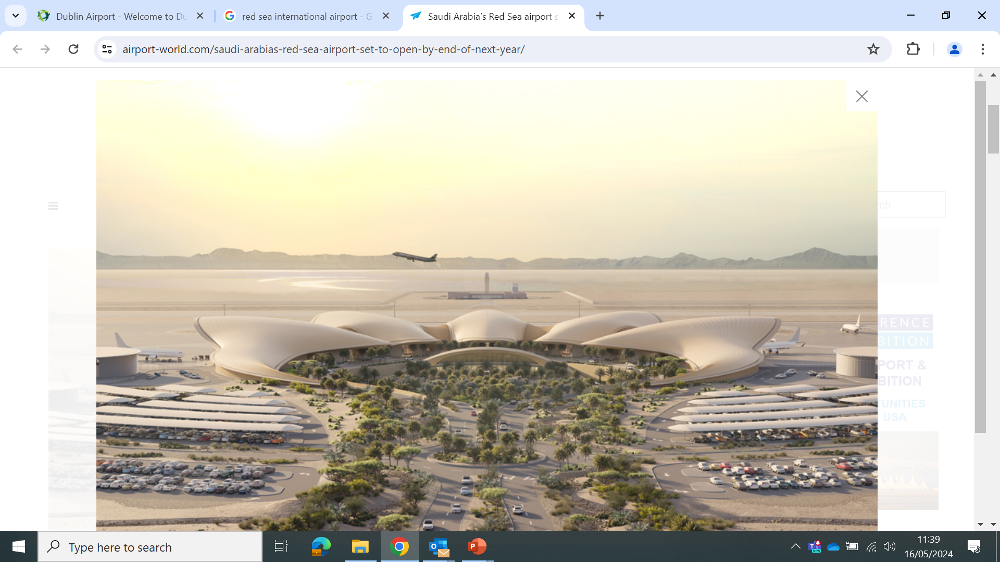 Dublin Airport - Welcome to Du
red sea international airport - G
Saudi Arabia's Red Sea airport s
airport-world.com/saudi-arabias-red-sea-airport-set-to-open-by-end-of-next-year/
rch
RENCE
BITION
PORT &
BITION
TUNITIES
USA
Type here to search
11:39
16/05/2024